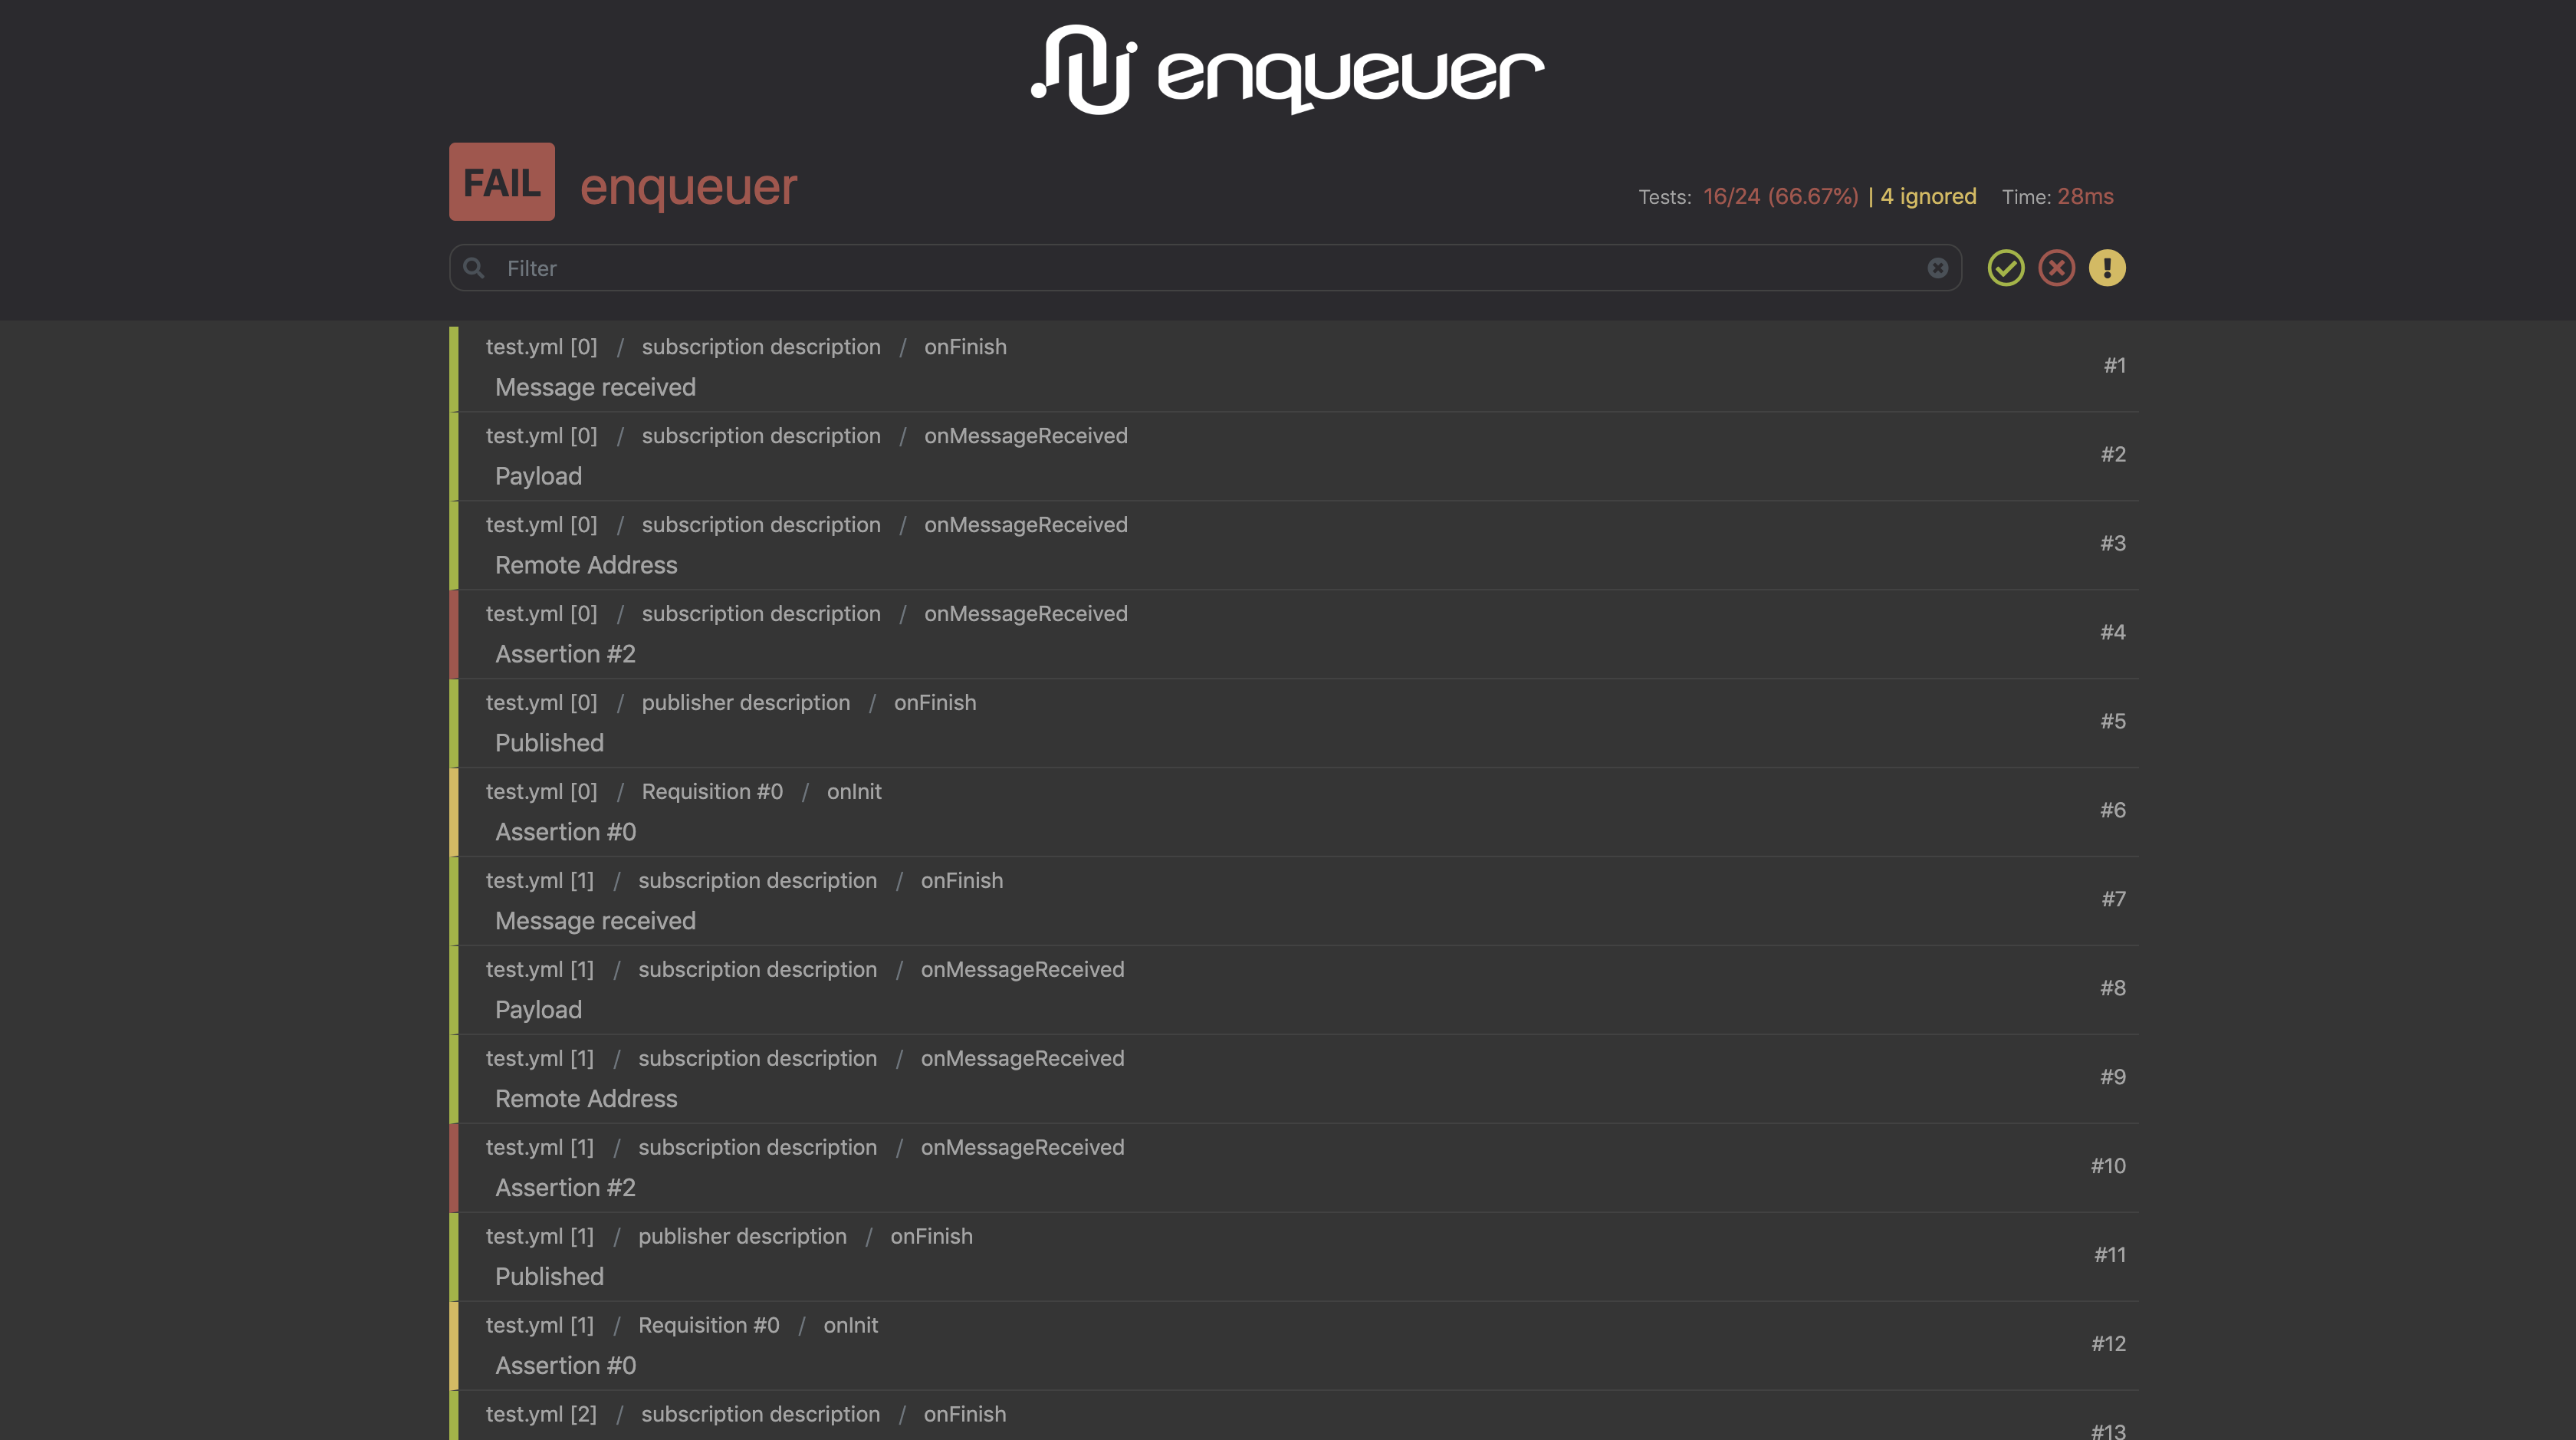 enqueuer
FAIL enqueuer Tests: 16/24 (66.67%) | 4 ignored Time: 28ms
Filter
test.yml [0] / subscription description / onFinish
Message received
#1
test.yml [0] / subscription description / onMessageReceived
Payload
#2
test.yml [0] / subscription description / onMessageReceived
Remote Address
#3
test.yml [0] / subscription description / onMessageReceived
Assertion #2
#4
test.yml [0] / publisher description / onFinish
Published
#5
test.yml [0] / Requisition #0 / onInit
Assertion #0
#6
test.yml [1] / subscription description / onFinish
Message received
#7
test.yml [1] / subscription description / onMessageReceived
Payload
#8
test.yml [1] / subscription description / onMessageReceived
Remote Address
#9
test.yml [1] / subscription description / onMessageReceived
Assertion #2
#10
test.yml [1] / publisher description / onFinish
Published
#11
test.yml [1] / Requisition #0 / onInit
Assertion #0
#12
test.yml [2] / subscription description / onFinish
#13